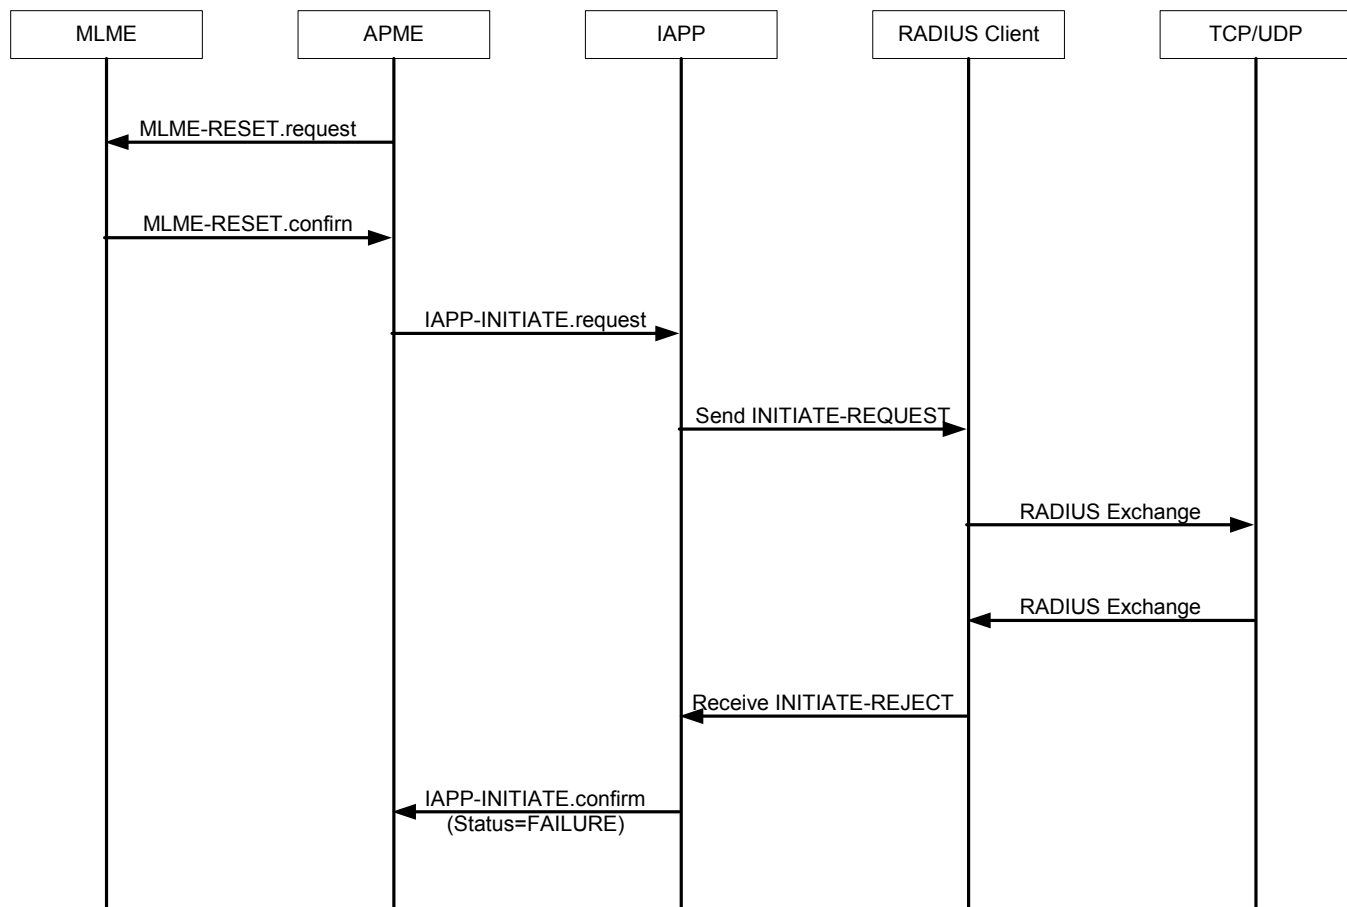 MLME
APME
IAPP
RADIUS Client
TCP/UDP
MLME-RESET.request
MLME-RESET.confirn
IAPP-INITIATE.request
Send INITIATE-REQUEST
RADIUS Exchange
RADIUS Exchange
Receive INITIATE-REJECT
IAPP-INITIATE.confirm
(Status=FAILURE)